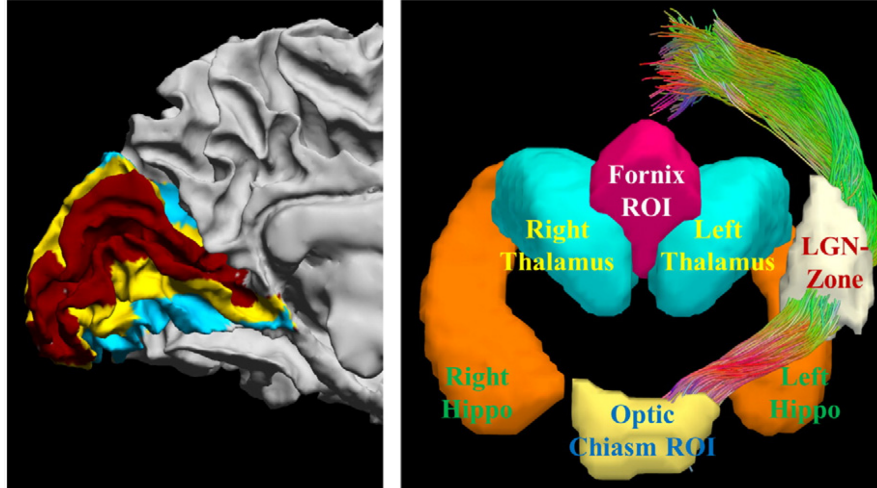 Fornix
ROI
Right
Thalamus
Left
Thalamus
LGN-
Zone
Right
Hippo
Left
Hippo
Optic
Chiasm ROI